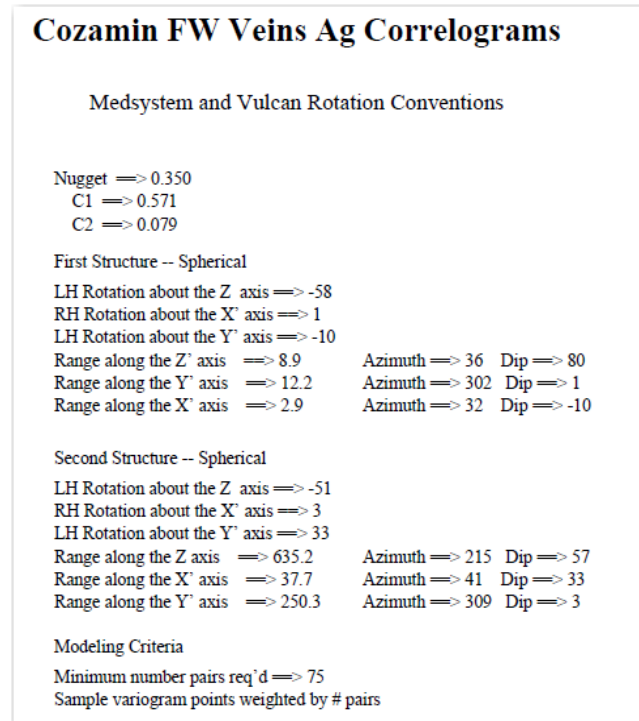 Cozamin FW Veins Ag Correlograms
Medsystem and Vulcan Rotation Conventions
Nugget ==> 0.350
C1 ==> 0.571
C2 ==> 0.079
First Structure -- Spherical
LH Rotation about the Z axis ==> -58
RH Rotation about the X' axis ==> 1
LH Rotation about the Y' axis ==> -10
Range along the Z' axis ==> 8.9 Azimuth ==> 36 Dip ==> 80
Range along the Y' axis ==> 12.2 Azimuth ==> 302 Dip ==> 1
Range along the X' axis ==> 2.9 Azimuth ==> 32 Dip ==> -10
Second Structure -- Spherical
LH Rotation about the Z axis ==> -51
RH Rotation about the X' axis ==> 3
LH Rotation about the Y' axis ==> 33
Range along the Z axis ==> 635.2 Azimuth ==> 215 Dip ==> 57
Range along the X' axis ==> 37.7 Azimuth ==> 41 Dip ==> 33
Range along the Y' axis ==> 250.3 Azimuth ==> 309 Dip ==> 3
Modeling Criteria
Minimum number pairs req'd ==> 75
Sample variogram points weighted by # pairs